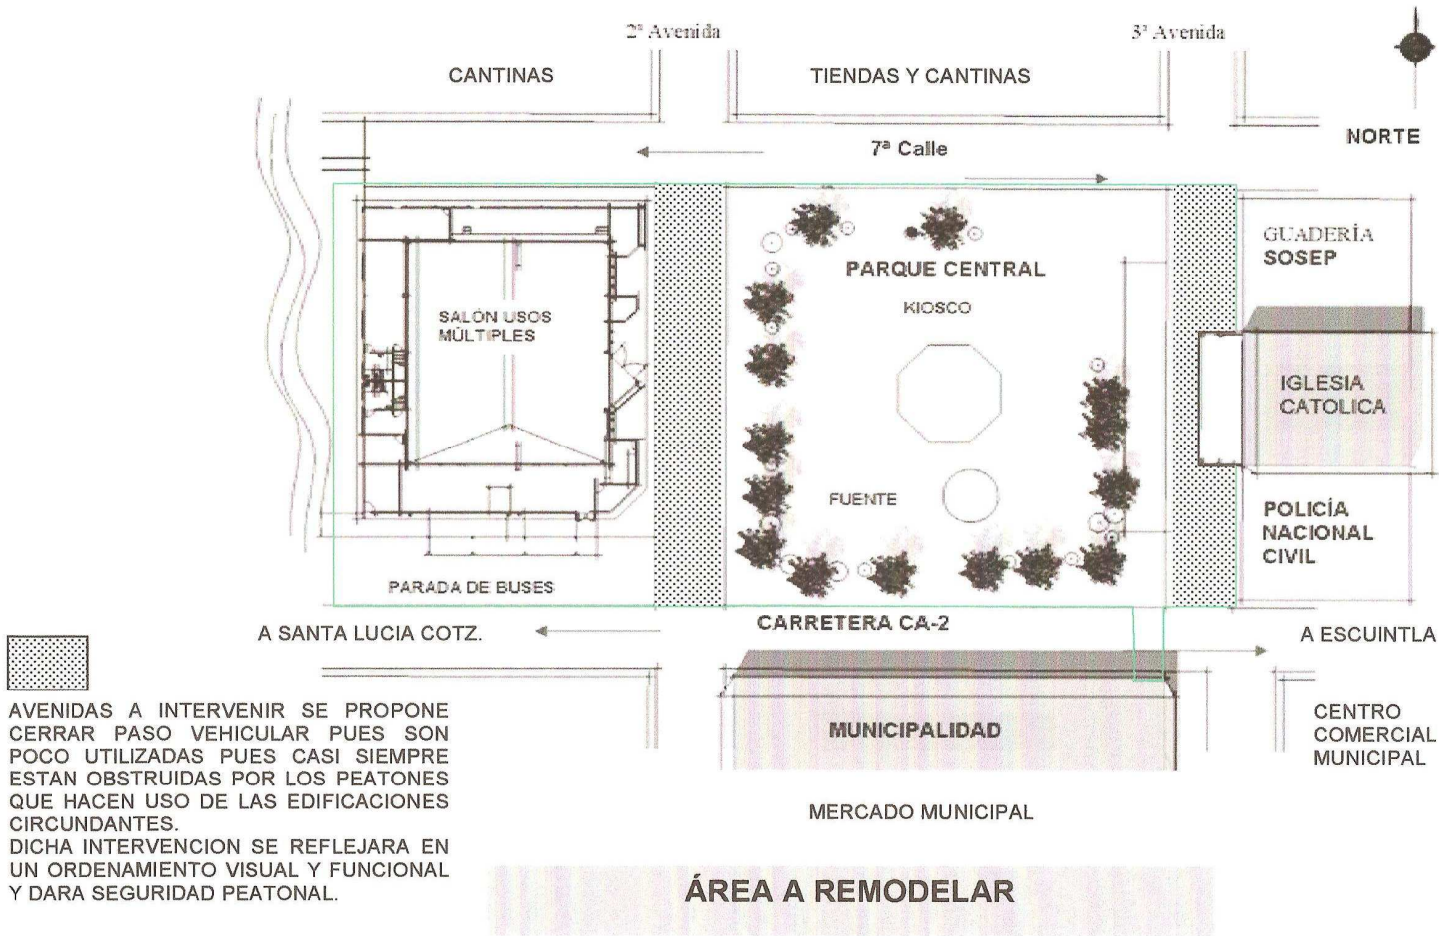 2ª Avenida
3ª Avenida
CANTINAS
TIENDAS Y CANTINAS
NORTE
7ª Calle
GUADERÍA
SOSEP
PARQUE CENTRAL
KIOSCO
SALÓN USOS
MÚLTIPLES
IGLESIA
CATOLICA
FUENTE
POLICÍA
NACIONAL
CIVIL
PARADA DE BUSES
CARRETERA CA-2
A SANTA LUCIA COTZ.
A ESCUINTLA
MUNICIPALIDAD
CENTRO
COMERCIAL
MUNICIPAL
MERCADO MUNICIPAL
AVENIDAS A INTERVENIR SE PROPONE
CERRAR PASO VEHICULAR PUES SON
POCO UTILIZADAS PUES CASI SIEMPRE
ESTAN OBSTRUIDAS POR LOS PEATONES
QUE HACEN USO DE LAS EDIFICACIONES
CIRCUNDANTES.
DICHA INTERVENCION SE REFLEJARA EN
UN ORDENAMIENTO VISUAL Y FUNCIONAL
Y DARA SEGURIDAD PEATONAL.
ÁREA A REMODELAR